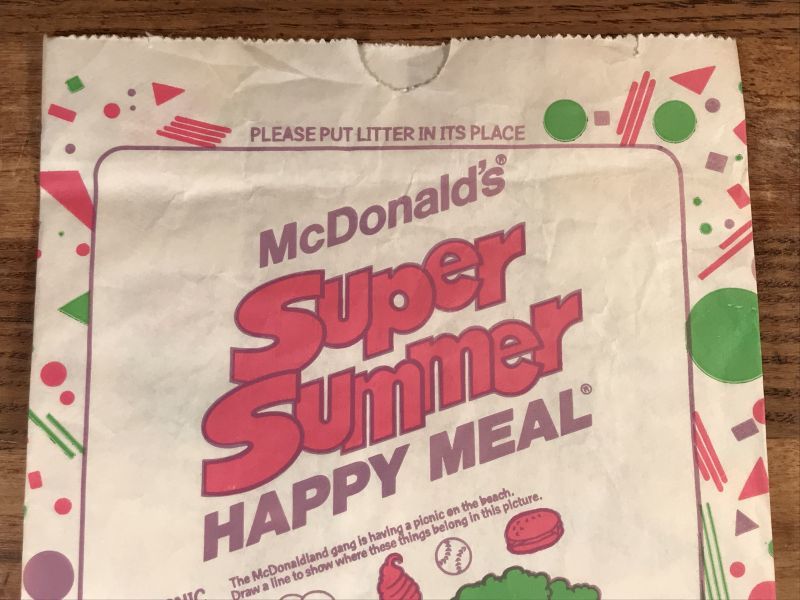 PLEASE PUT LITTER IN ITS PLACE
McDonald's®
Super
Summer
HAPPY MEAL®
The McDonaldland gang is having a picnic on the beach.
Draw a line to show where these things belong in this picture.